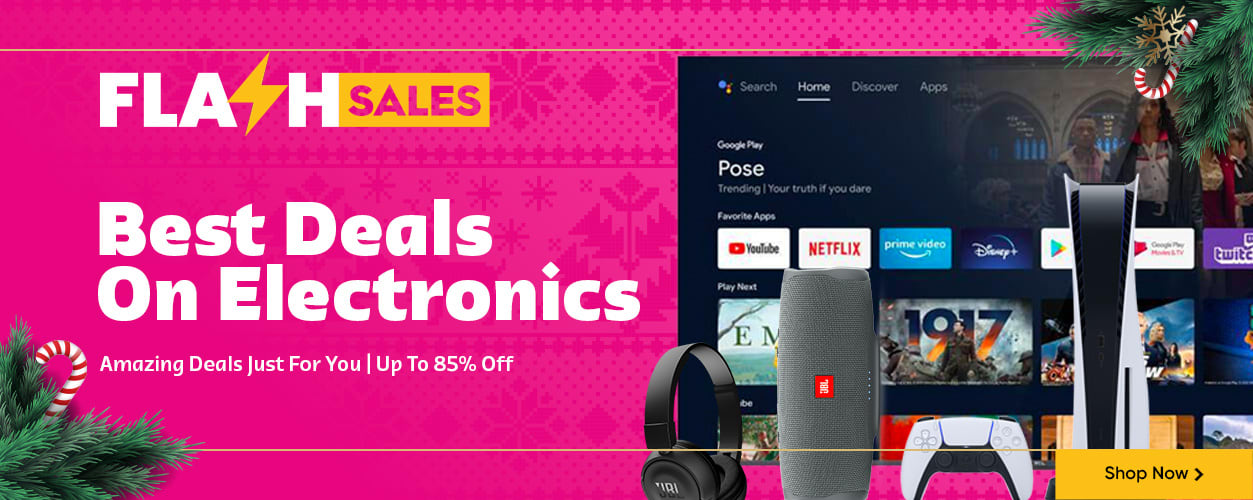 FLASH SALES
Best Deals
On Electronics
Amazing Deals Just For You | Up To 85% Off
Search Home Discover Apps
Google Play
Pose
Trending | Your truth if you dare
Favorite Apps
YouTube NETFLIX prime video Disney+ Google Play Movies & TV twitch
Play Next
EM 1917
JBL
JBL
Shop Now